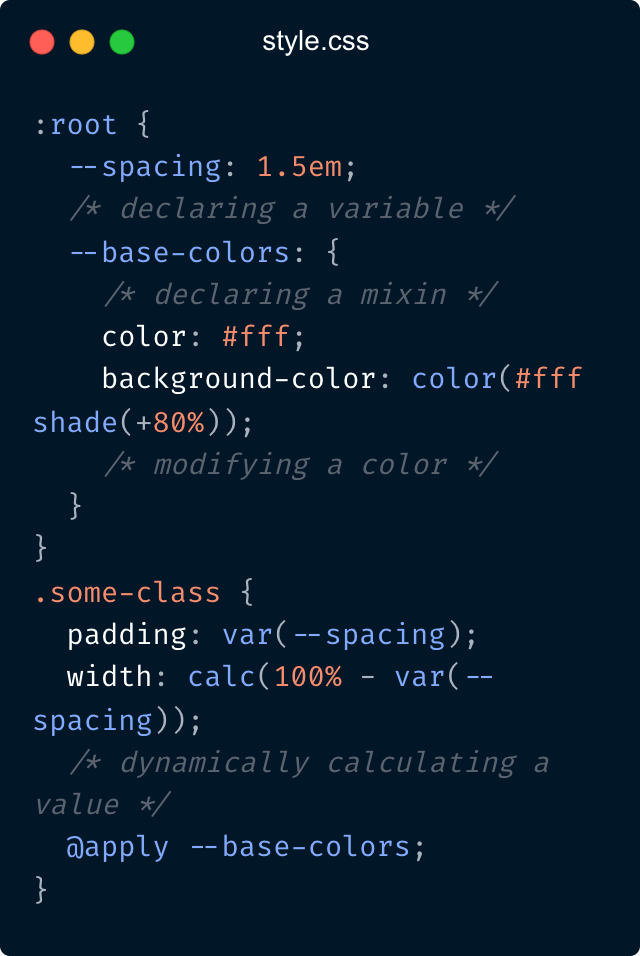 style.css
:root {
  --spacing: 1.5em;
  /* declaring a variable */
  --base-colors: {
    /* declaring a mixin */
    color: #fff;
    background-color: color(#fff
shade(+80%));
    /* modifying a color */
  }
}
.some-class {
  padding: var(--spacing);
  width: calc(100% - var(--
spacing));
  /* dynamically calculating a
value */
  @apply --base-colors;
}